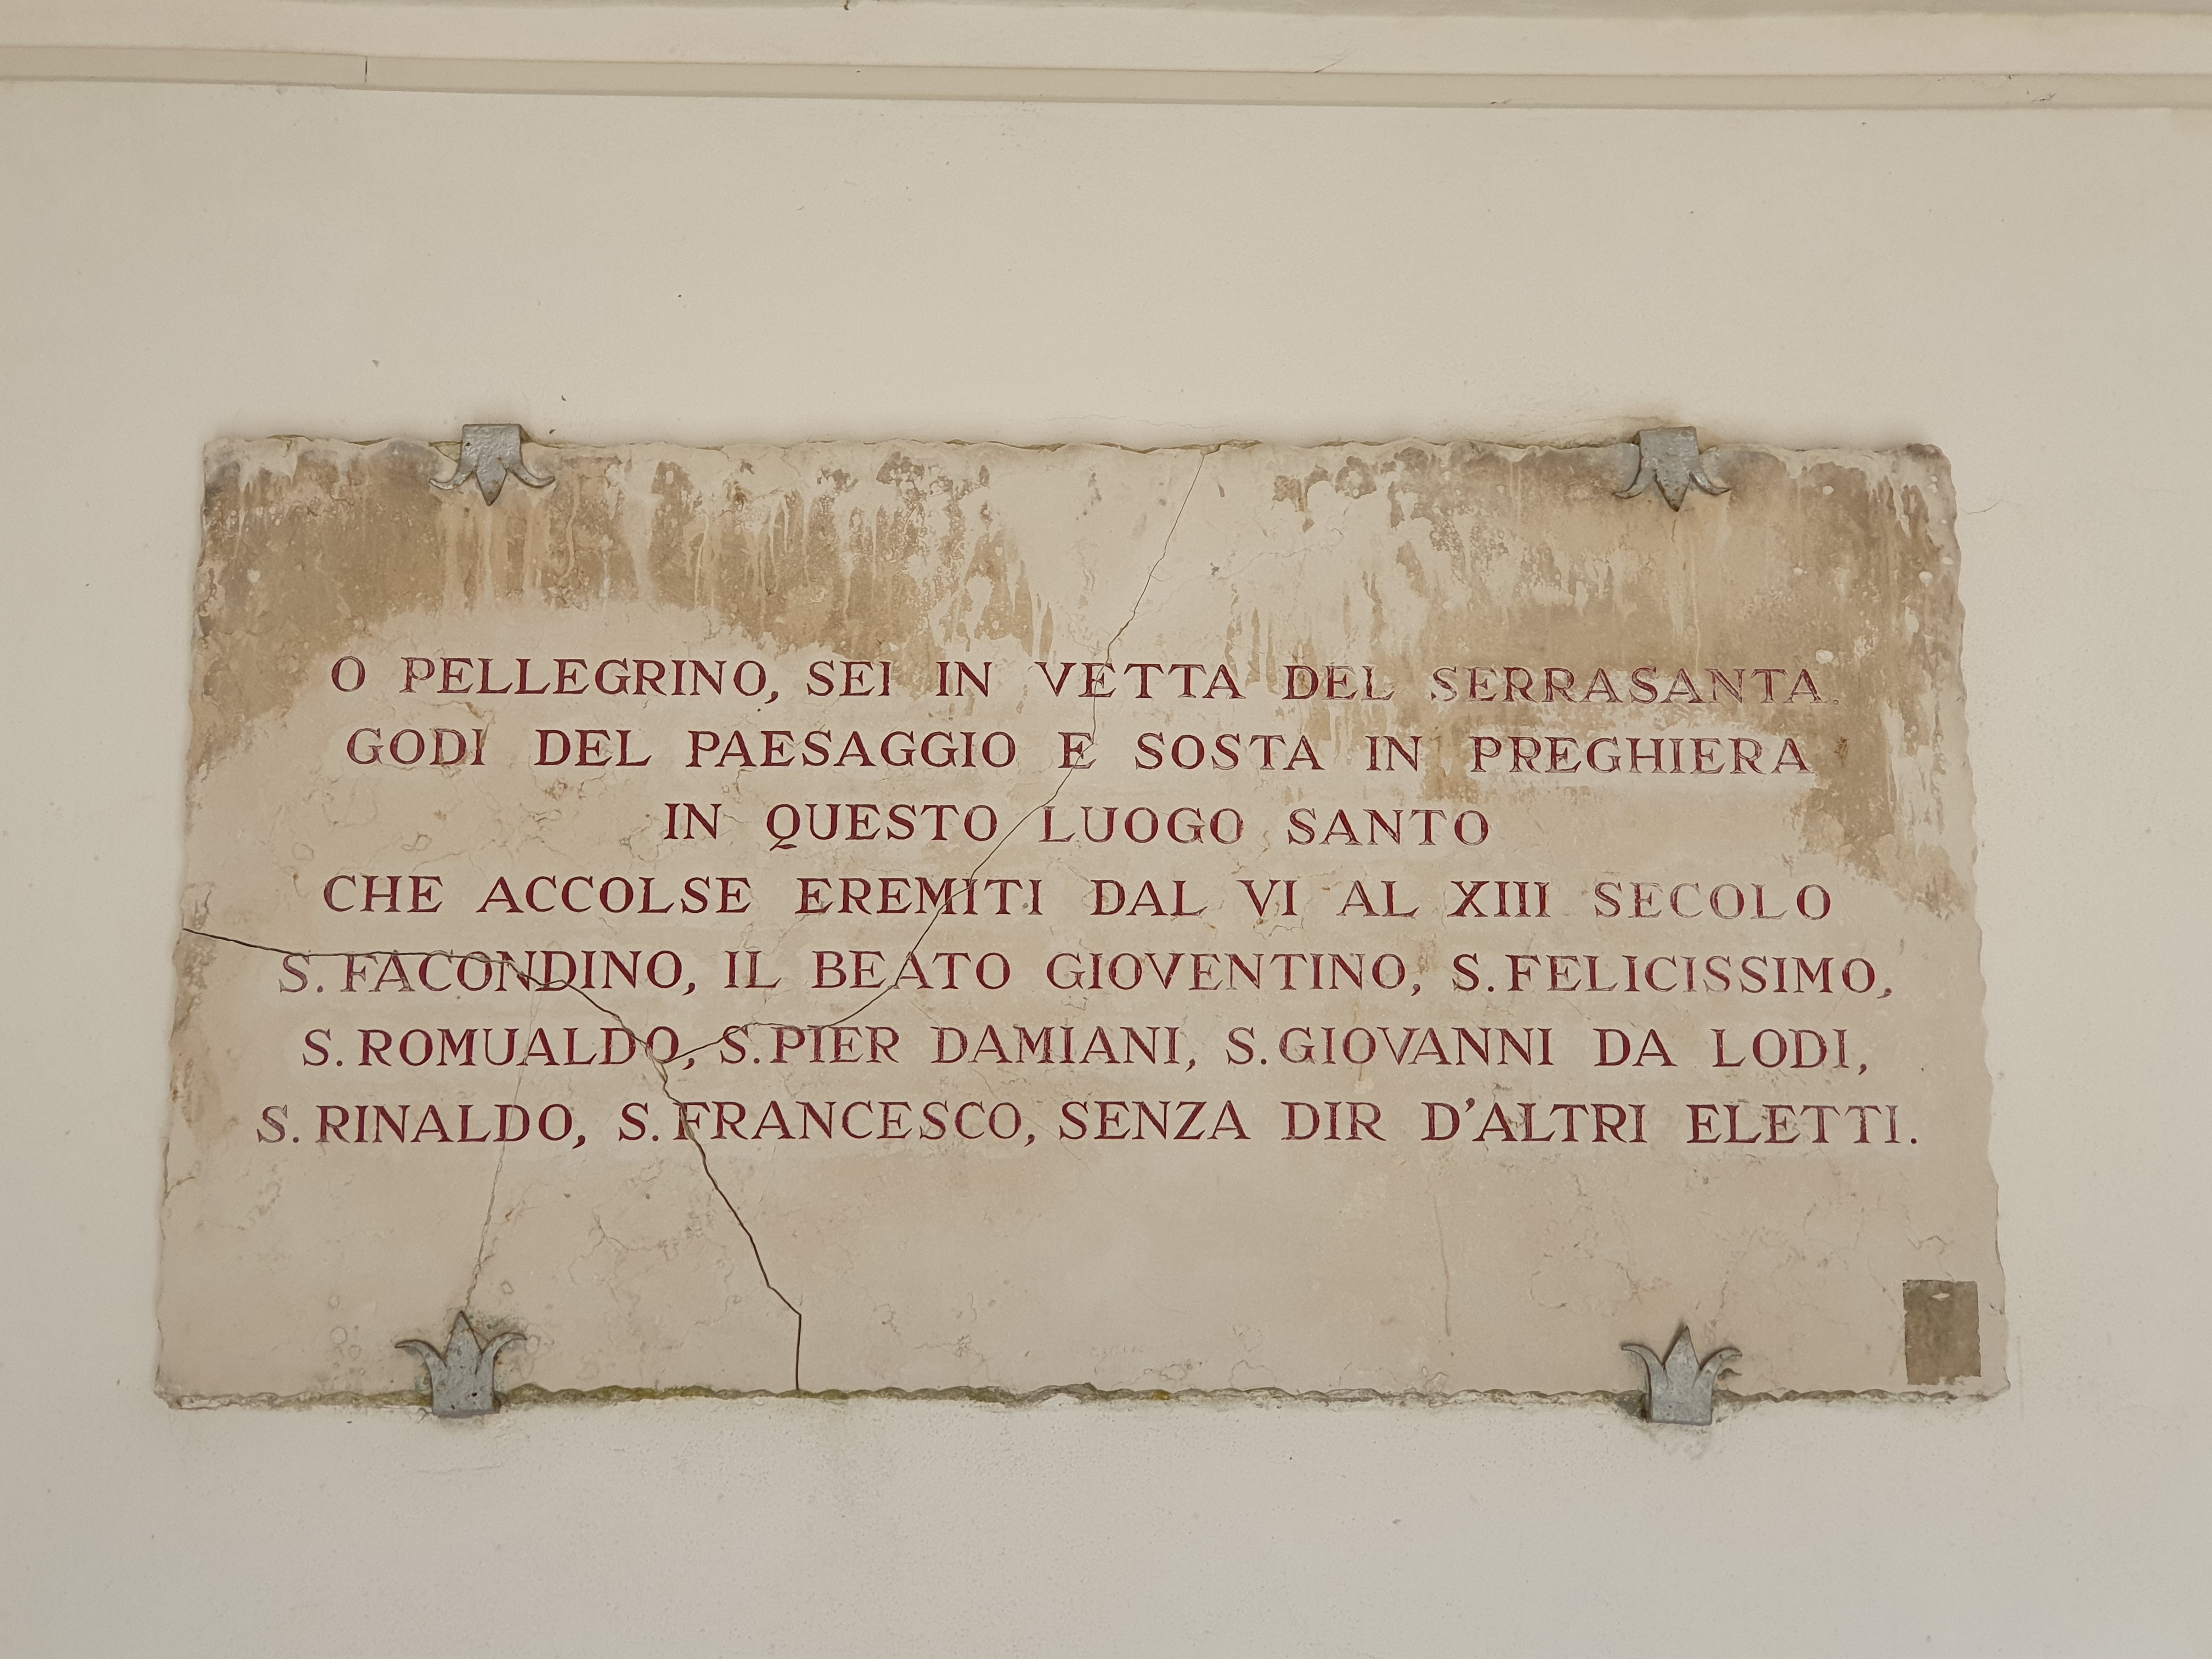 O PELLEGRINO, SEI IN VETTA DEL SERRASANTA.
GODI DEL PAESAGGIO E SOSTA IN PREGHIERA
IN QUESTO LUOGO SANTO
CHE ACCOLSE EREMITI DAL VI AL XIII SECOLO
S. FACONDINO, IL BEATO GIOVENTINO, S. FELICISSIMO,
S. ROMUALDO, S. PIER DAMIANI, S. GIOVANNI DA LODI,
S. RINALDO, S. FRANCESCO, SENZA DIR D'ALTRI ELETTI.